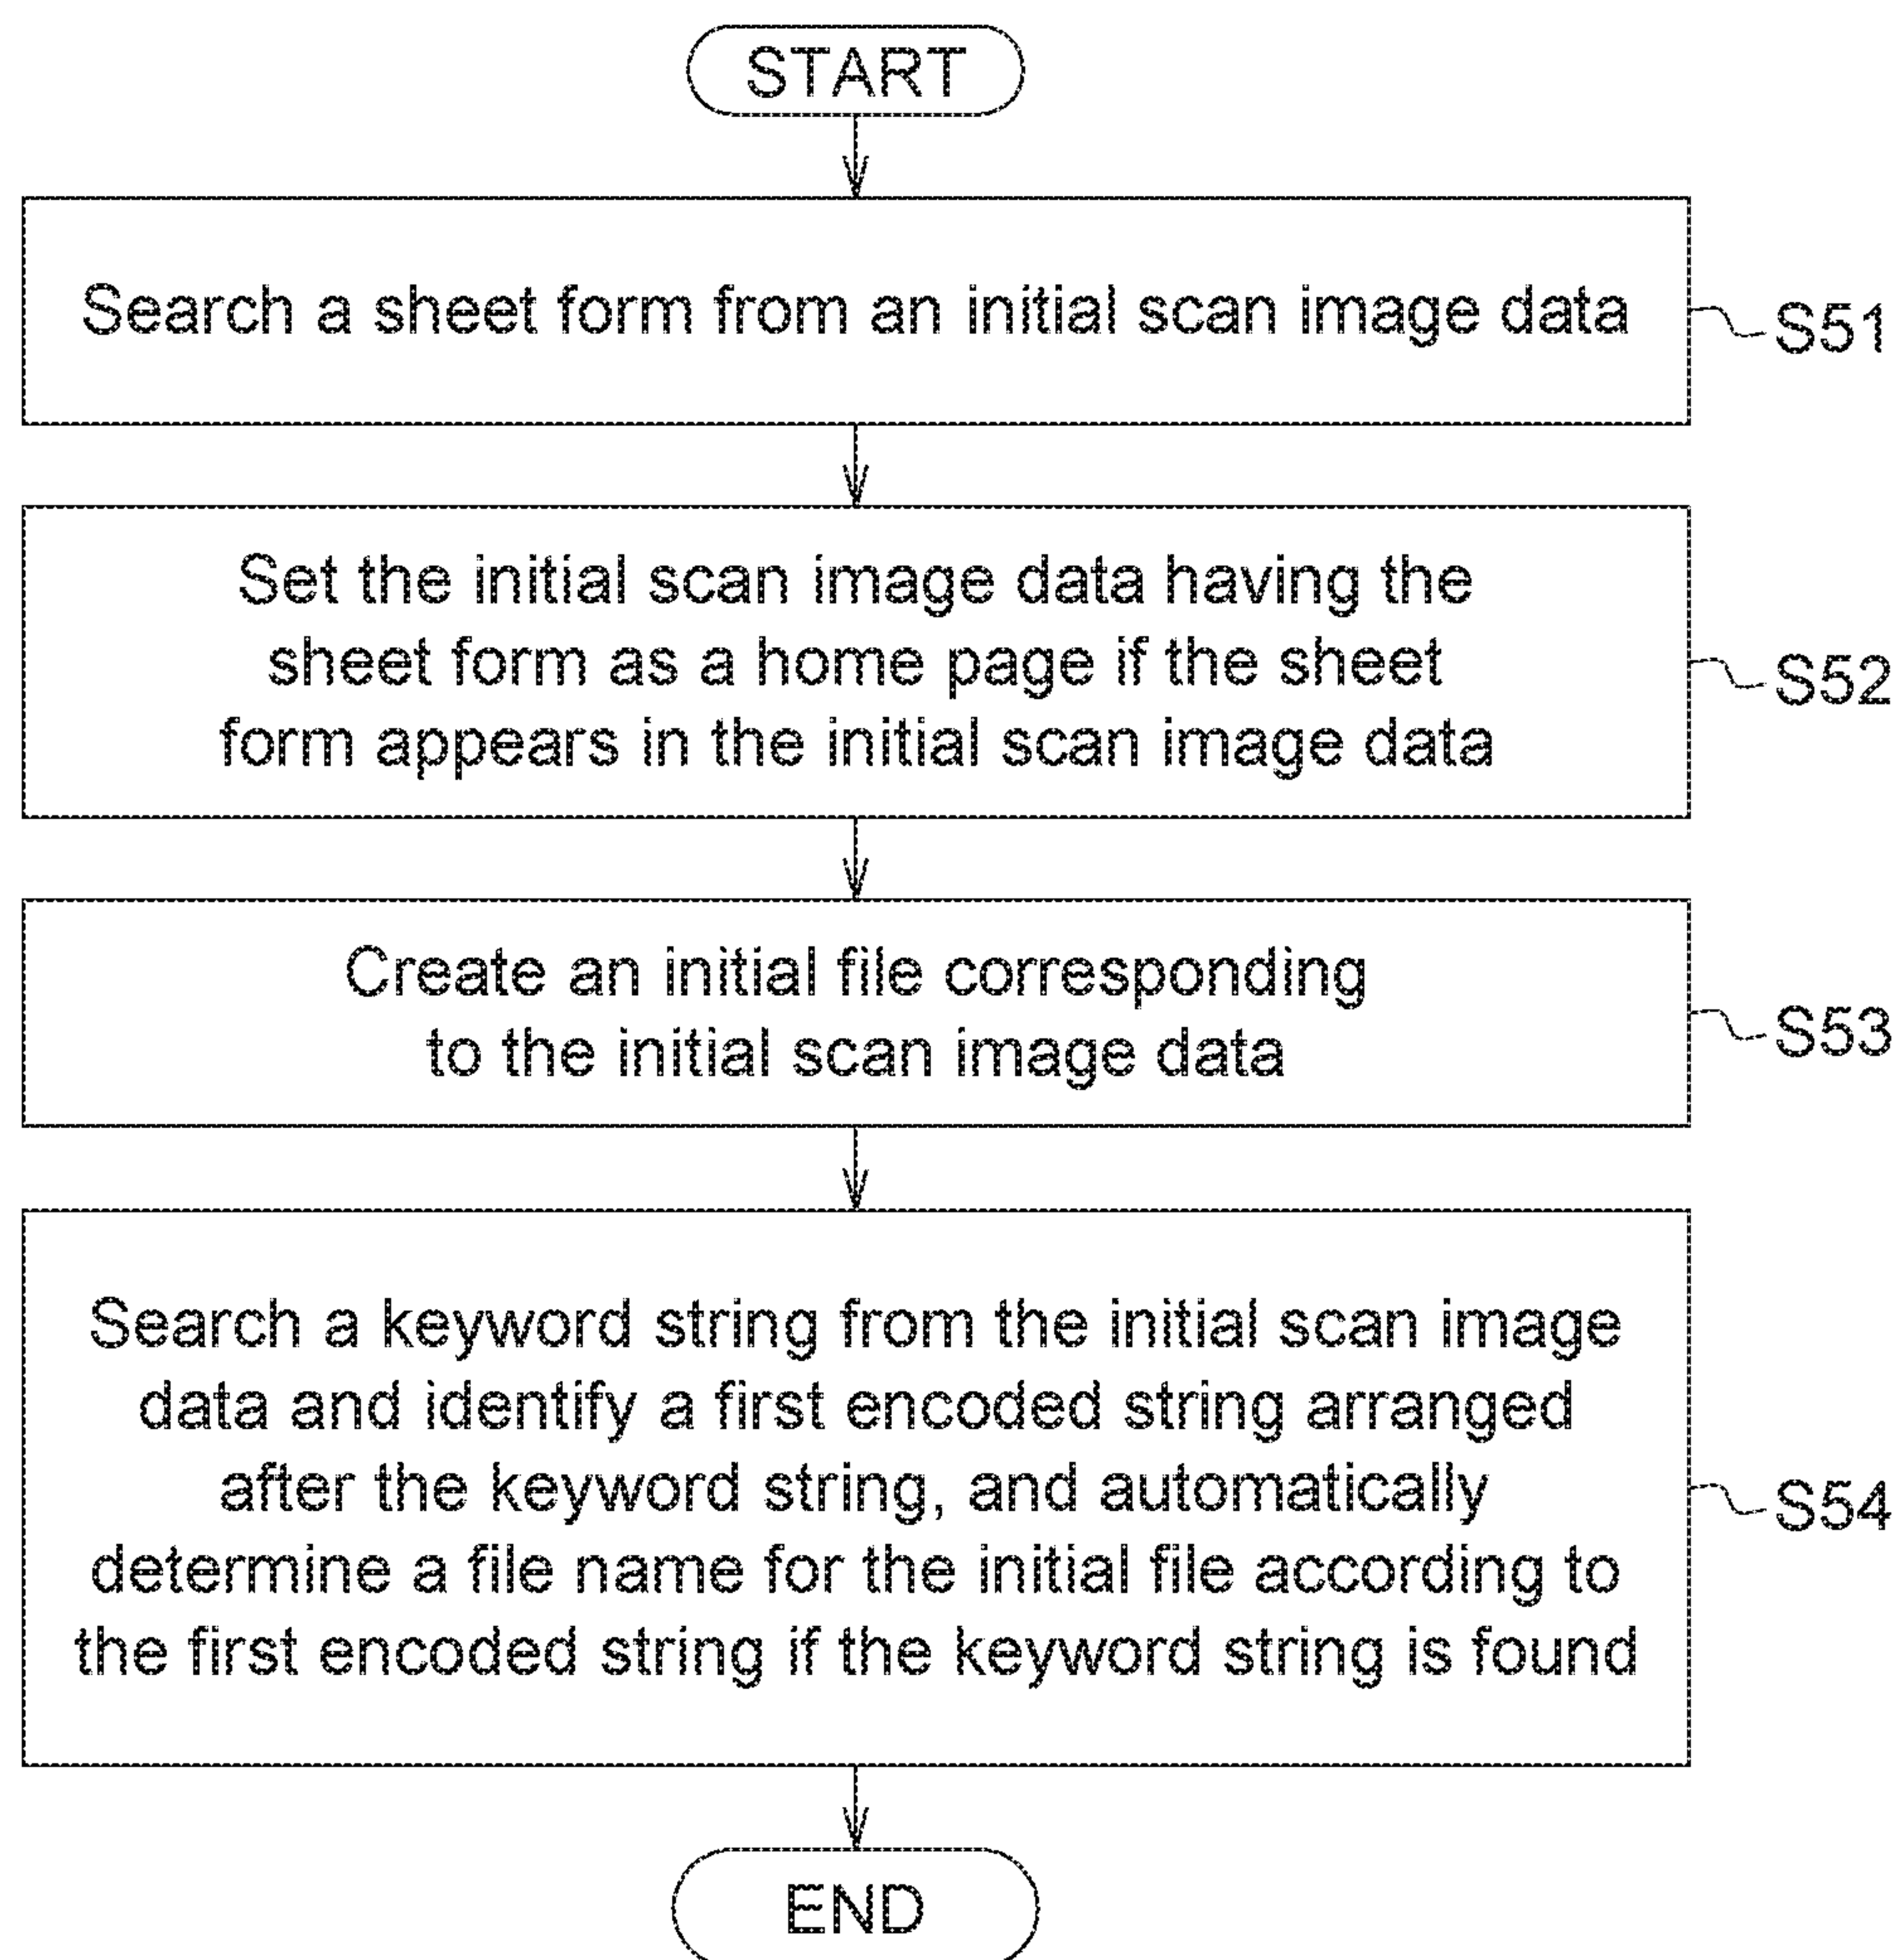 START
Search a sheet form from an initial scan image data
S51
Set the initial scan image data having the
sheet form as a home page if the sheet
form appears in the initial scan image data
S52
Create an initial file corresponding
to the initial scan image data
S53
Search a keyword string from the initial scan image
data and identify a first encoded string arranged
after the keyword string, and automatically
determine a file name for the initial file according to
the first encoded string if the keyword string is found
S54
END